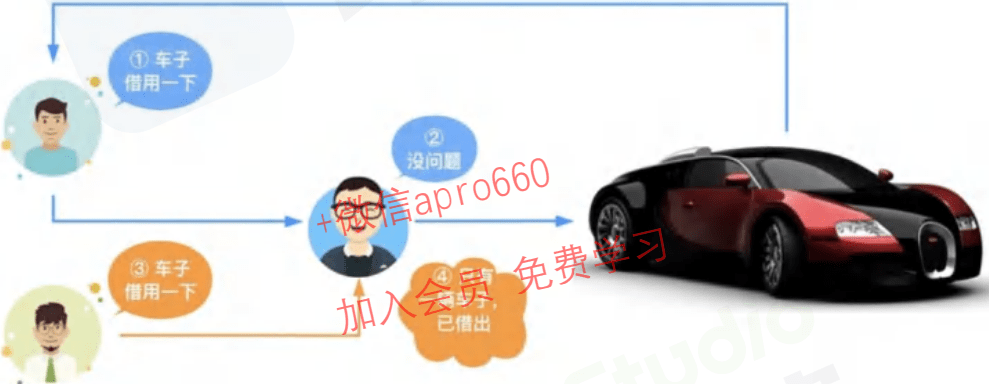 ① 车子
借用一下
②
没问题
③ 车子
借用一下
④
已借出
+微信apro660
加入会员 免费学习
Studio